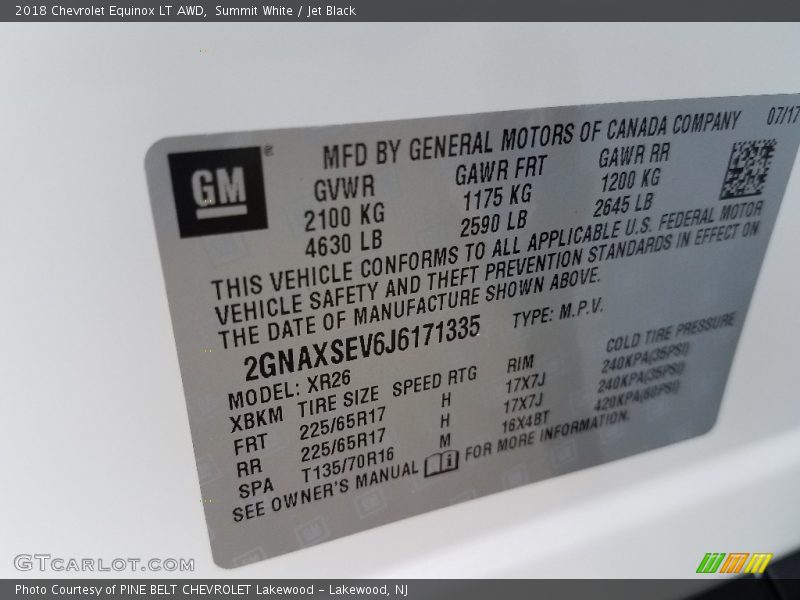 2018 Chevrolet Equinox LT AWD, Summit White / Jet Black
GM®
MFD BY GENERAL MOTORS OF CANADA COMPANY 07/17
GVWR GAWR FRT GAWR RR
2100 KG 1175 KG 1200 KG
4630 LB 2590 LB 2645 LB
THIS VEHICLE CONFORMS TO ALL APPLICABLE U.S. FEDERAL MOTOR
VEHICLE SAFETY AND THEFT PREVENTION STANDARDS IN EFFECT ON
THE DATE OF MANUFACTURE SHOWN ABOVE.
2GNAXSEV6J6171335 TYPE: M.P.V.
MODEL: XR26
XBKM TIRE SIZE SPEED RTG RIM COLD TIRE PRESSURE
FRT 225/65R17 H 17X7J 240KPA(35PSI)
RR 225/65R17 H 17X7J 240KPA(35PSI)
SPA T135/70R16 M 16X4BT 420KPA(60PSI)
SEE OWNER'S MANUAL FOR MORE INFORMATION.
GTcarlot.com
Photo Courtesy of PINE BELT CHEVROLET Lakewood - Lakewood, NJ